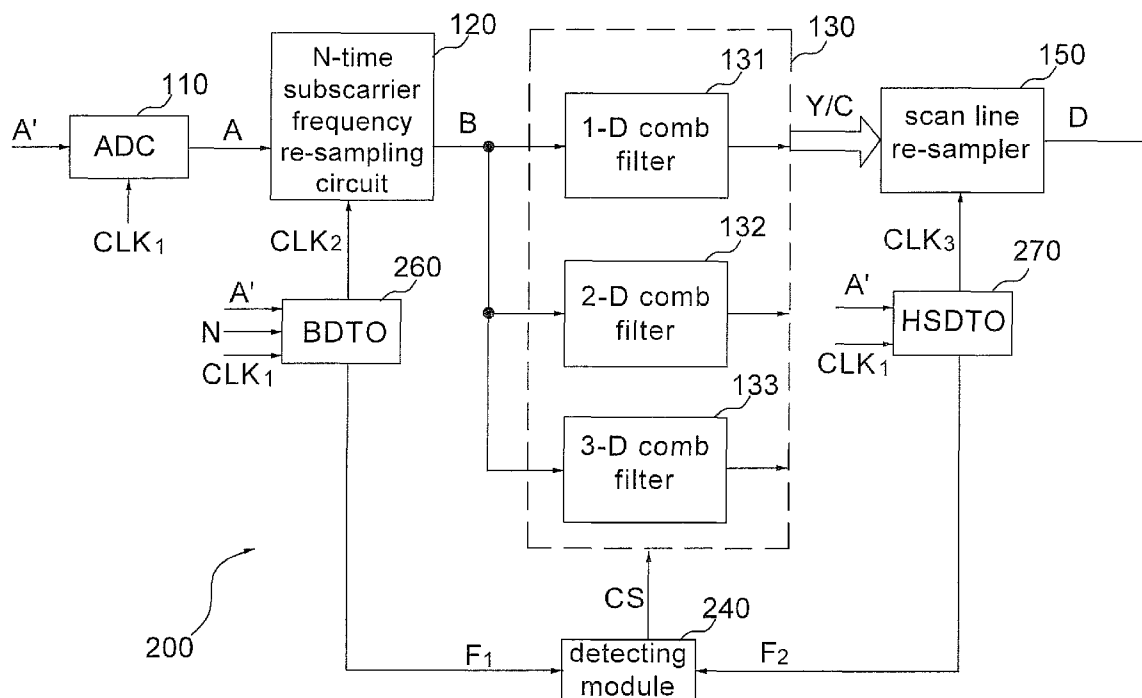 120
130
N-time
subscarrier
frequency
re-sampling
circuit
131
150
110
1-D comb
filter
Y/C
scan line
re-sampler
D
A'
ADC
A
B
CLK1
CLK2
132
CLK3
260
270
2-D comb
filter
A'
N
CLK1
BDTO
A'
CLK1
HSDTO
133
3-D comb
filter
CS
240
200
F1
detecting
module
F2